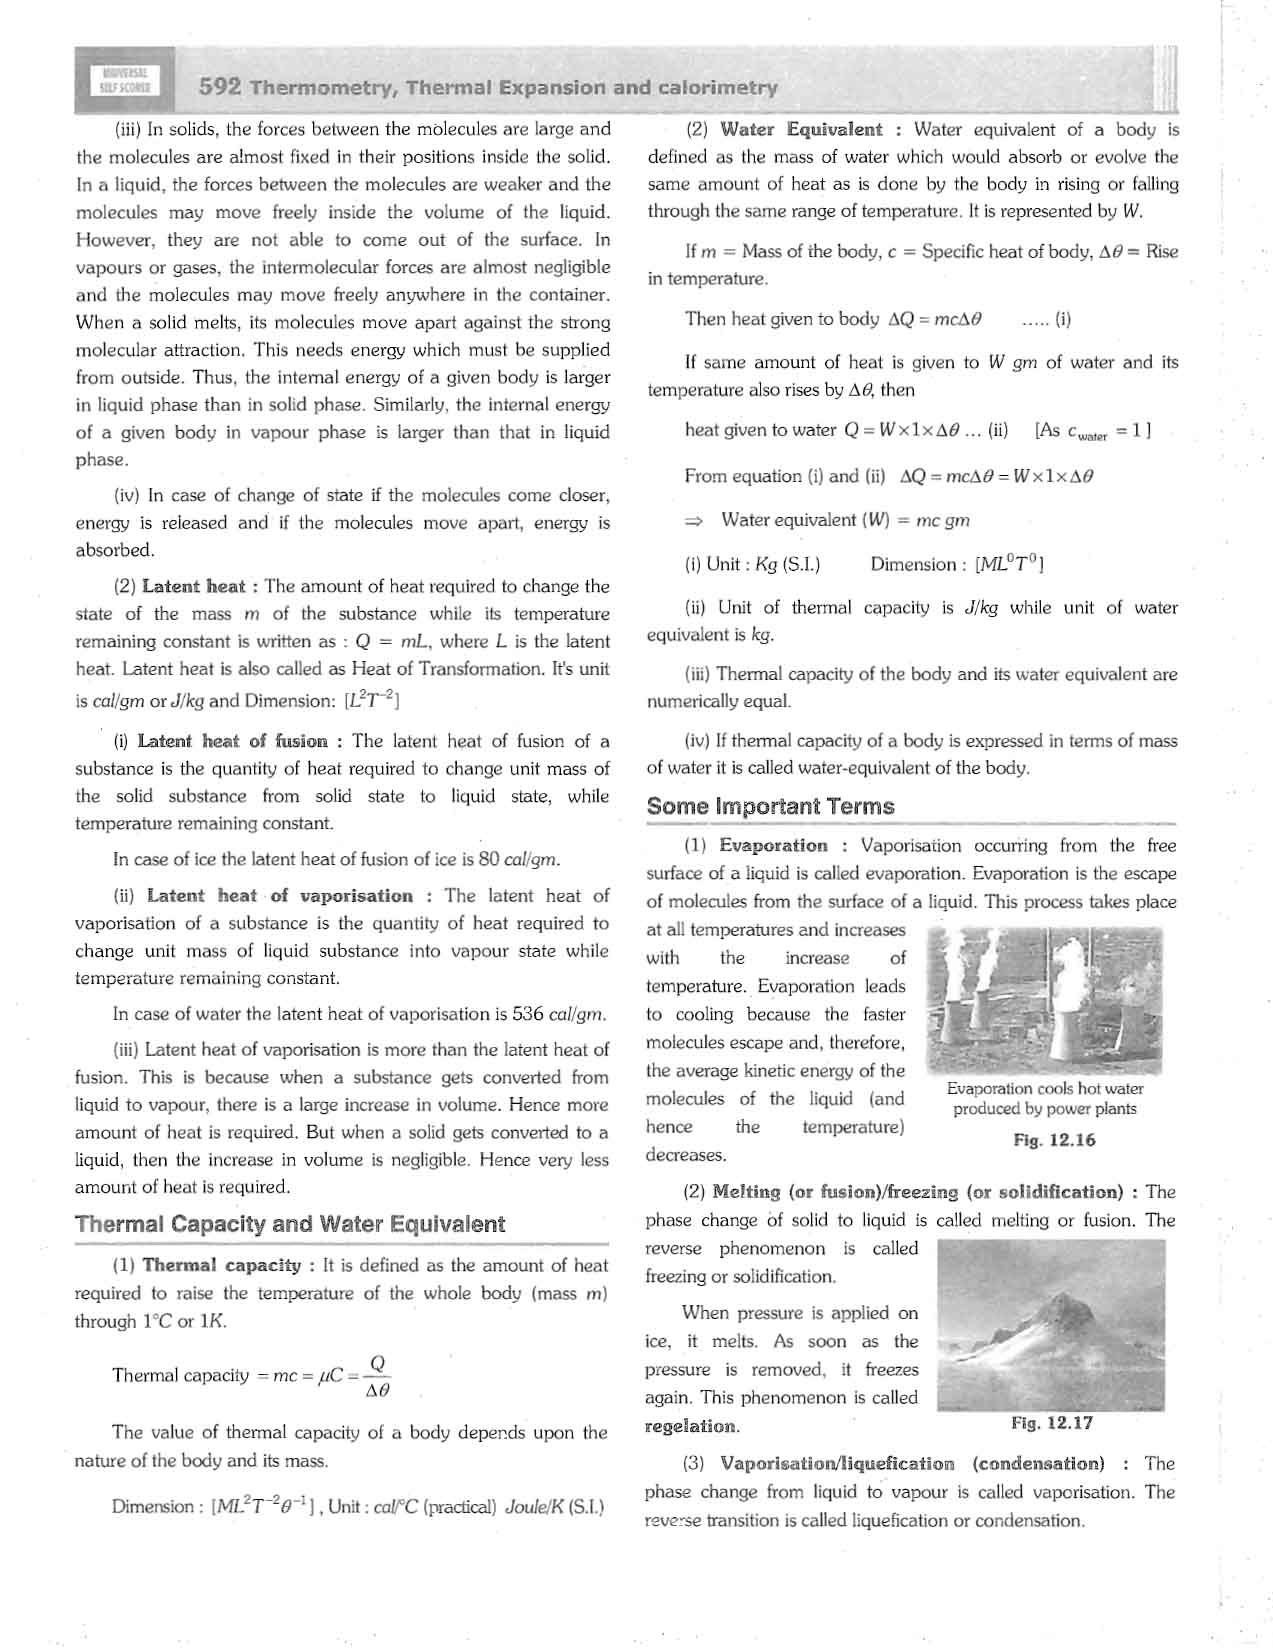 UNIVERSAL
SELF SCORER
592 Thermometry, Thermal Expansion and calorimetry
(iii) In solids, the forces between the molecules are large and
the molecules are almost fixed in their positions inside the solid.
In a liquid, the forces between the molecules are weaker and the
molecules may move freely inside the volume of the liquid.
However, they are not able to come out of the surface. In
vapours or gases, the intermolecular forces are almost negligible
and the molecules may move freely anywhere in the container.
When a solid melts, its molecules move apart against the strong
molecular attraction. This needs energy which must be supplied
from outside. Thus, the internal energy of a given body is larger
in liquid phase than in solid phase. Similarly, the internal energy
of a given body in vapour phase is larger than that in liquid
phase.
(iv) In case of change of state if the molecules come closer,
energy is released and if the molecules move apart, energy is
absorbed.
(2) Latent heat : The amount of heat required to change the
state of the mass m of the substance while its temperature
remaining constant is written as : Q = mL, where L is the latent
heat. Latent heat is also called as Heat of Transformation. It's unit
is cal/gm or J/kg and Dimension: [L²T⁻²]
(i) Latent heat of fusion : The latent heat of fusion of a
substance is the quantity of heat required to change unit mass of
the solid substance from solid state to liquid state, while
temperature remaining constant.
In case of ice the latent heat of fusion of ice is 80 cal/gm.
(ii) Latent heat of vaporisation : The latent heat of
vaporisation of a substance is the quantity of heat required to
change unit mass of liquid substance into vapour state while
temperature remaining constant.
In case of water the latent heat of vaporisation is 536 cal/gm.
(iii) Latent heat of vaporisation is more than the latent heat of
fusion. This is because when a substance gets converted from
liquid to vapour, there is a large increase in volume. Hence more
amount of heat is required. But when a solid gets converted to a
liquid, then the increase in volume is negligible. Hence very less
amount of heat is required.
Thermal Capacity and Water Equivalent
(1) Thermal capacity : It is defined as the amount of heat
required to raise the temperature of the whole body (mass m)
through 1°C or 1K.
Thermal capacity = mc = μC = Q/Δθ
The value of thermal capacity of a body depends upon the
nature of the body and its mass.
Dimension : [ML²T⁻²θ⁻¹] , Unit : cal/°C (practical) Joule/K (S.I.)
(2) Water Equivalent : Water equivalent of a body is
defined as the mass of water which would absorb or evolve the
same amount of heat as is done by the body in rising or falling
through the same range of temperature. It is represented by W.
If m = Mass of the body, c = Specific heat of body, Δθ = Rise
in temperature.
Then heat given to body ΔQ = mcΔθ ..... (i)
If same amount of heat is given to W gm of water and its
temperature also rises by Δθ, then
heat given to water Q = W×1×Δθ ... (ii) [As c_water = 1]
From equation (i) and (ii) ΔQ = mcΔθ = W×1×Δθ
⇒ Water equivalent (W) = mc gm
(i) Unit : Kg (S.I.) Dimension : [ML⁰T⁰]
(ii) Unit of thermal capacity is J/kg while unit of water
equivalent is kg.
(iii) Thermal capacity of the body and its water equivalent are
numerically equal.
(iv) If thermal capacity of a body is expressed in terms of mass
of water it is called water-equivalent of the body.
Some Important Terms
(1) Evaporation : Vaporisation occurring from the free
surface of a liquid is called evaporation. Evaporation is the escape
of molecules from the surface of a liquid. This process takes place
at all temperatures and increases
with the increase of
temperature. Evaporation leads
to cooling because the faster
molecules escape and, therefore,
the average kinetic energy of the
molecules of the liquid (and
hence the temperature)
decreases.
Evaporation cools hot water
produced by power plants
Fig. 12.16
(2) Melting (or fusion)/freezing (or solidification) : The
phase change of solid to liquid is called melting or fusion. The
reverse phenomenon is called
freezing or solidification.
When pressure is applied on
ice, it melts. As soon as the
pressure is removed, it freezes
again. This phenomenon is called
regelation.
Fig. 12.17
(3) Vaporisation/liquefication (condensation) : The
phase change from liquid to vapour is called vaporisation. The
reverse transition is called liquefication or condensation.